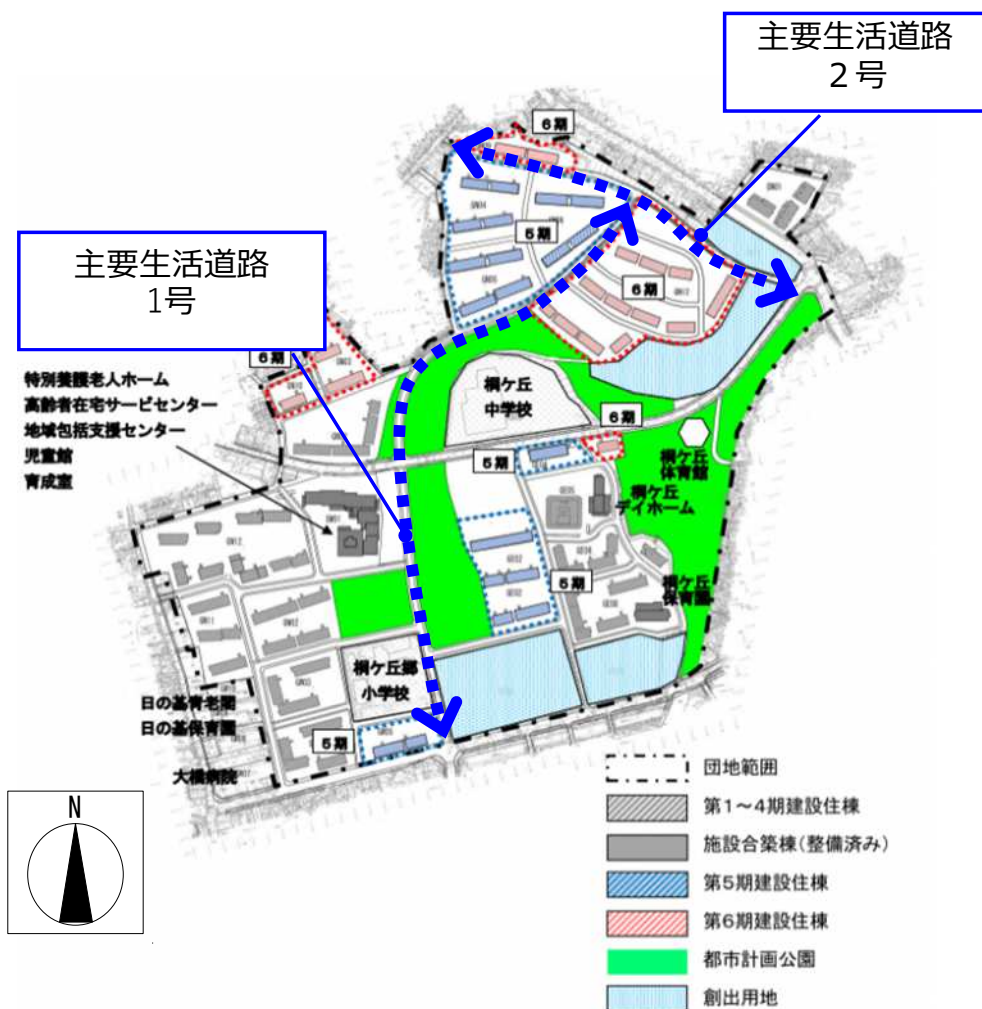 主要生活道路
２号
6期
主要生活道路
1号
5期
6期
6期
特別養護老人ホーム
高齢者在宅サービスセンター
地域包括支援センター
児童館
育成室
桐ケ丘
中学校
6期
5期
桐ケ丘
体育館
桐ケ丘
デイホーム
5期
桐ケ丘
保育園
桐ケ丘郷
小学校
日の基青老閣
日の基保育園
5期
大橋病院
N
団地範囲
第1～4期建設住棟
施設合築棟(整備済み)
第5期建設住棟
第6期建設住棟
都市計画公園
創出用地